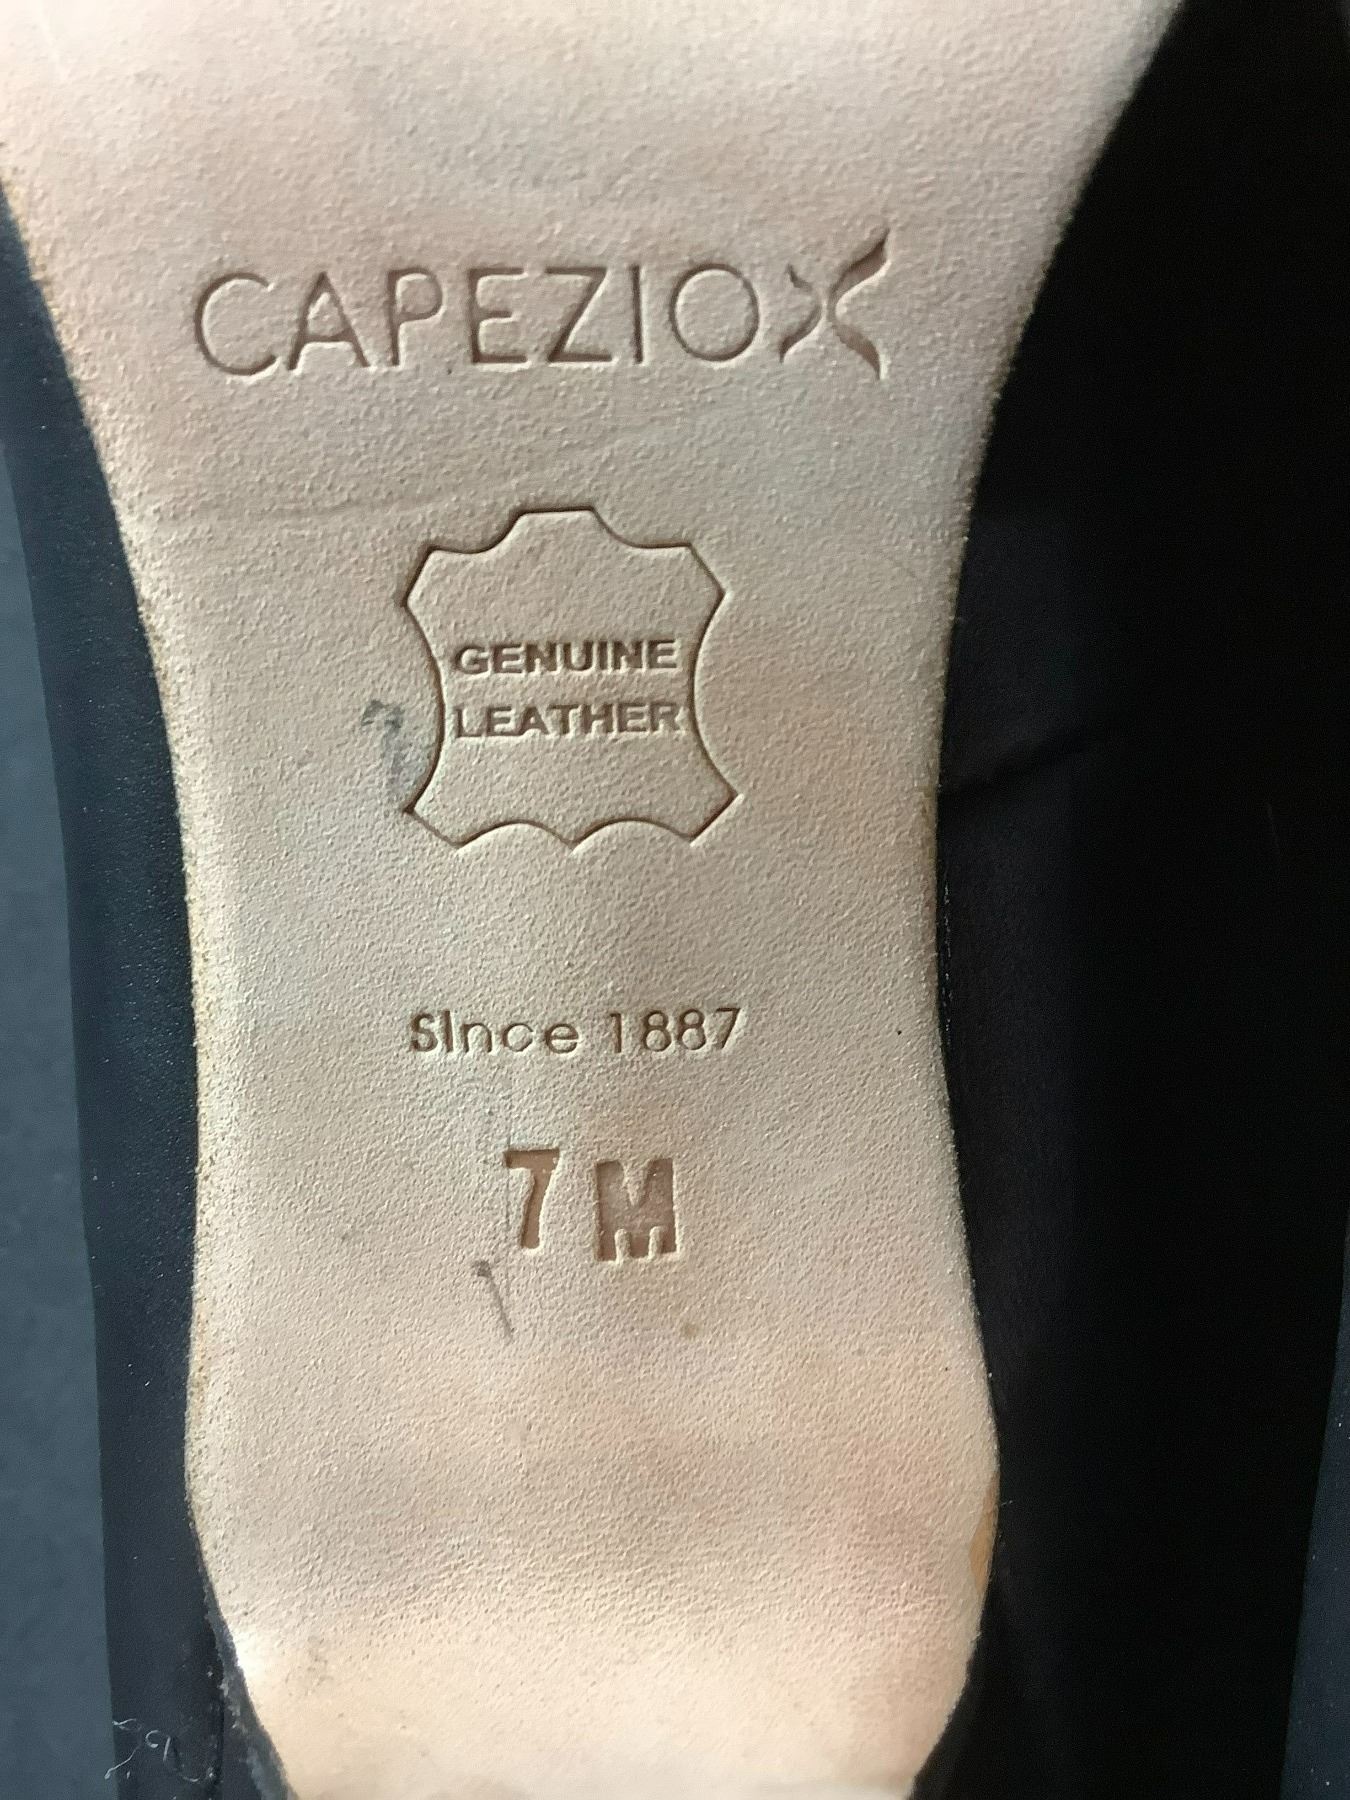 CAPEZIO
GENUINE
LEATHER
Since 1887
7 M